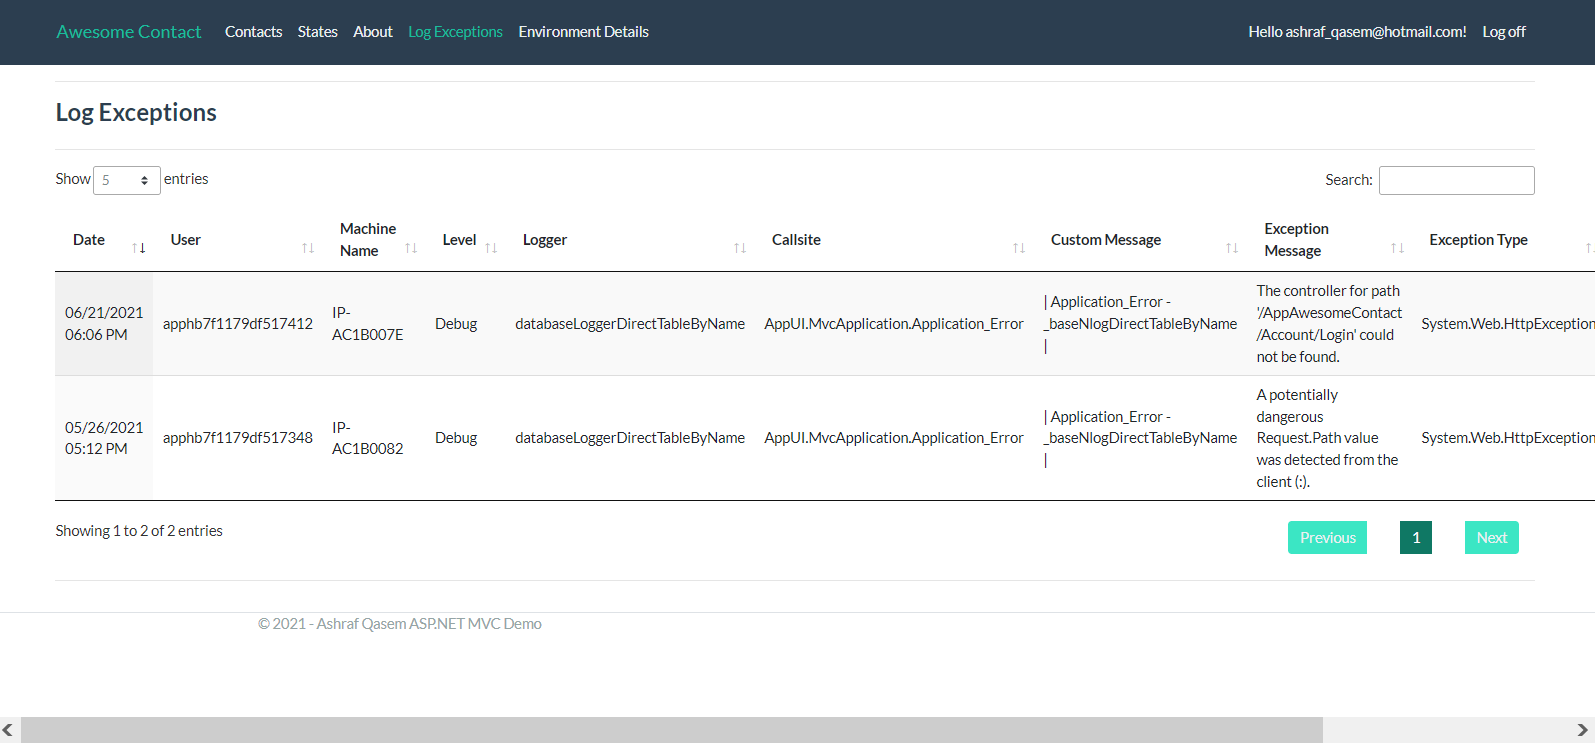 Awesome Contact Contacts States About Log Exceptions Environment Details Hello ashraf_qasem@hotmail.com! Log off
Log Exceptions
Show 5 entries Search:
Date User Machine Name Level Logger Callsite Custom Message Exception Message Exception Type
06/21/2021 06:06 PM apphb7f1179df517412 IP-AC1B007E Debug databaseLoggerDirectTableByName AppUI.MvcApplication.Application_Error | Application_Error - _baseNlogDirectTableByName | The controller for path '/AppAwesomeContact/Account/Login' could not be found. System.Web.HttpException
05/26/2021 05:12 PM apphb7f1179df517348 IP-AC1B0082 Debug databaseLoggerDirectTableByName AppUI.MvcApplication.Application_Error | Application_Error - _baseNlogDirectTableByName | A potentially dangerous Request.Path value was detected from the client (:). System.Web.HttpException
Showing 1 to 2 of 2 entries Previous 1 Next
© 2021 - Ashraf Qasem ASP.NET MVC Demo